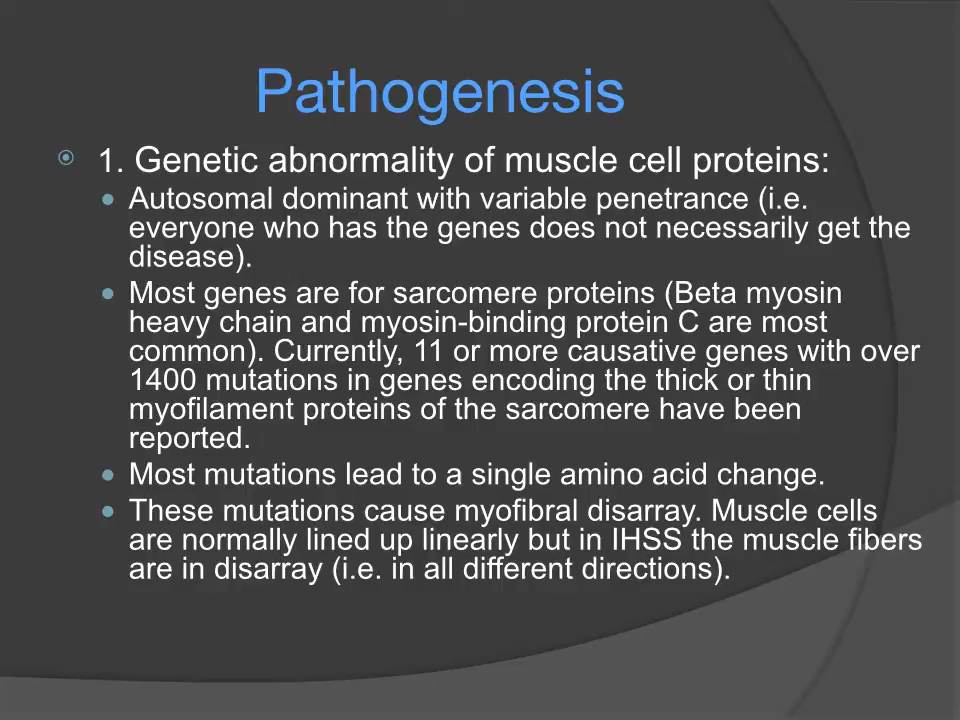 Pathogenesis
1. Genetic abnormality of muscle cell proteins:
Autosomal dominant with variable penetrance (i.e.
everyone who has the genes does not necessarily get the
disease).
Most genes are for sarcomere proteins (Beta myosin
heavy chain and myosin-binding protein C are most
common). Currently, 11 or more causative genes with over
1400 mutations in genes encoding the thick or thin
myofilament proteins of the sarcomere have been
reported.
Most mutations lead to a single amino acid change.
These mutations cause myofibral disarray. Muscle cells
are normally lined up linearly but in IHSS the muscle fibers
are in disarray (i.e. in all different directions).